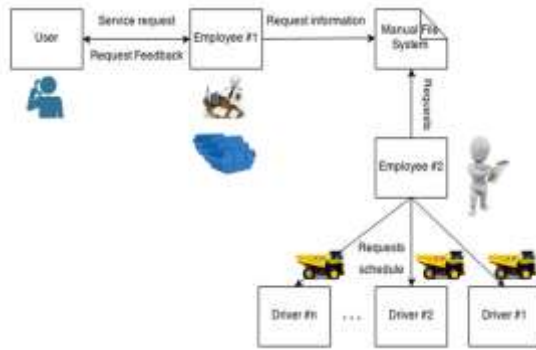 Service request
User
Employee #1
Request Feedback
Request information
Manual File
System
Requests
Employee #2
Requests
schedule
Driver #n
...
Driver #2
Driver #1